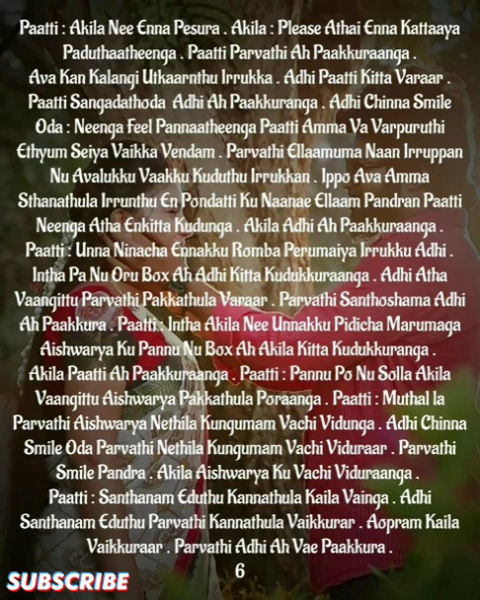 Paatti : Akila Nee Enna Pesura . Akila : Please Athai Enna Kattaaya
Paduthaatheenga . Paatti Parvathi Ah Paakkuraanga .
Ava Kan Kalangi Utkaarnthu Irrukka . Adhi Paatti Kitta Varaar .
Paatti Sangadathoda Adhi Ah Paakkuranga . Adhi Chinna Smile
Oda : Neenga Feel Pannaatheenga Paatti Amma Va Varpuruthi
Ethyum Seiya Vaikka Vendam . Parvathi Ellaamuma Naan Irruppan
Nu Avalukku Vaakku Kuduthu Irrukkan . Ippo Ava Amma
Sthanathula Irrunthu En Pondatti Ku Naanae Ellaam Pandran Paatti
Neenga Atha Enkitta Kudunga . Akila Adhi Ah Paakkuraanga .
Paatti : Unna Ninacha Ennakku Romba Perumaiya Irrukku Adhi .
Intha Pa Nu Oru Box Ah Adhi Kitta Kudukkuraanga . Adhi Atha
Vaangittu Parvathi Pakkathula Varaar . Parvathi Santhoshama Adhi
Ah Paakkura . Paatti : Intha Akila Nee Unnakku Pidicha Marumaga
Aishwarya Ku Pannu Nu Box Ah Akila Kitta Kudukkuranga .
Akila Paatti Ah Paakkuraanga . Paatti : Pannu Po Nu Solla Akila
Vaangittu Aishwarya Pakkathula Poraanga . Paatti : Muthal la
Parvathi Aishwarya Nethila Kungumam Vachi Vidunga . Adhi Chinna
Smile Oda Parvathi Nethila Kungumam Vachi Viduraar . Parvathi
Smile Pandra . Akila Aishwarya Ku Vachi Viduraanga .
Paatti : Santhanam Eduthu Kannathula Kaila Vainga . Adhi
Santhanam Eduthu Parvathi Kannathula Vaikkurar . Aopram Kaila
Vaikkuraar . Parvathi Adhi Ah Vae Paakkura .
SUBSCRIBE
6